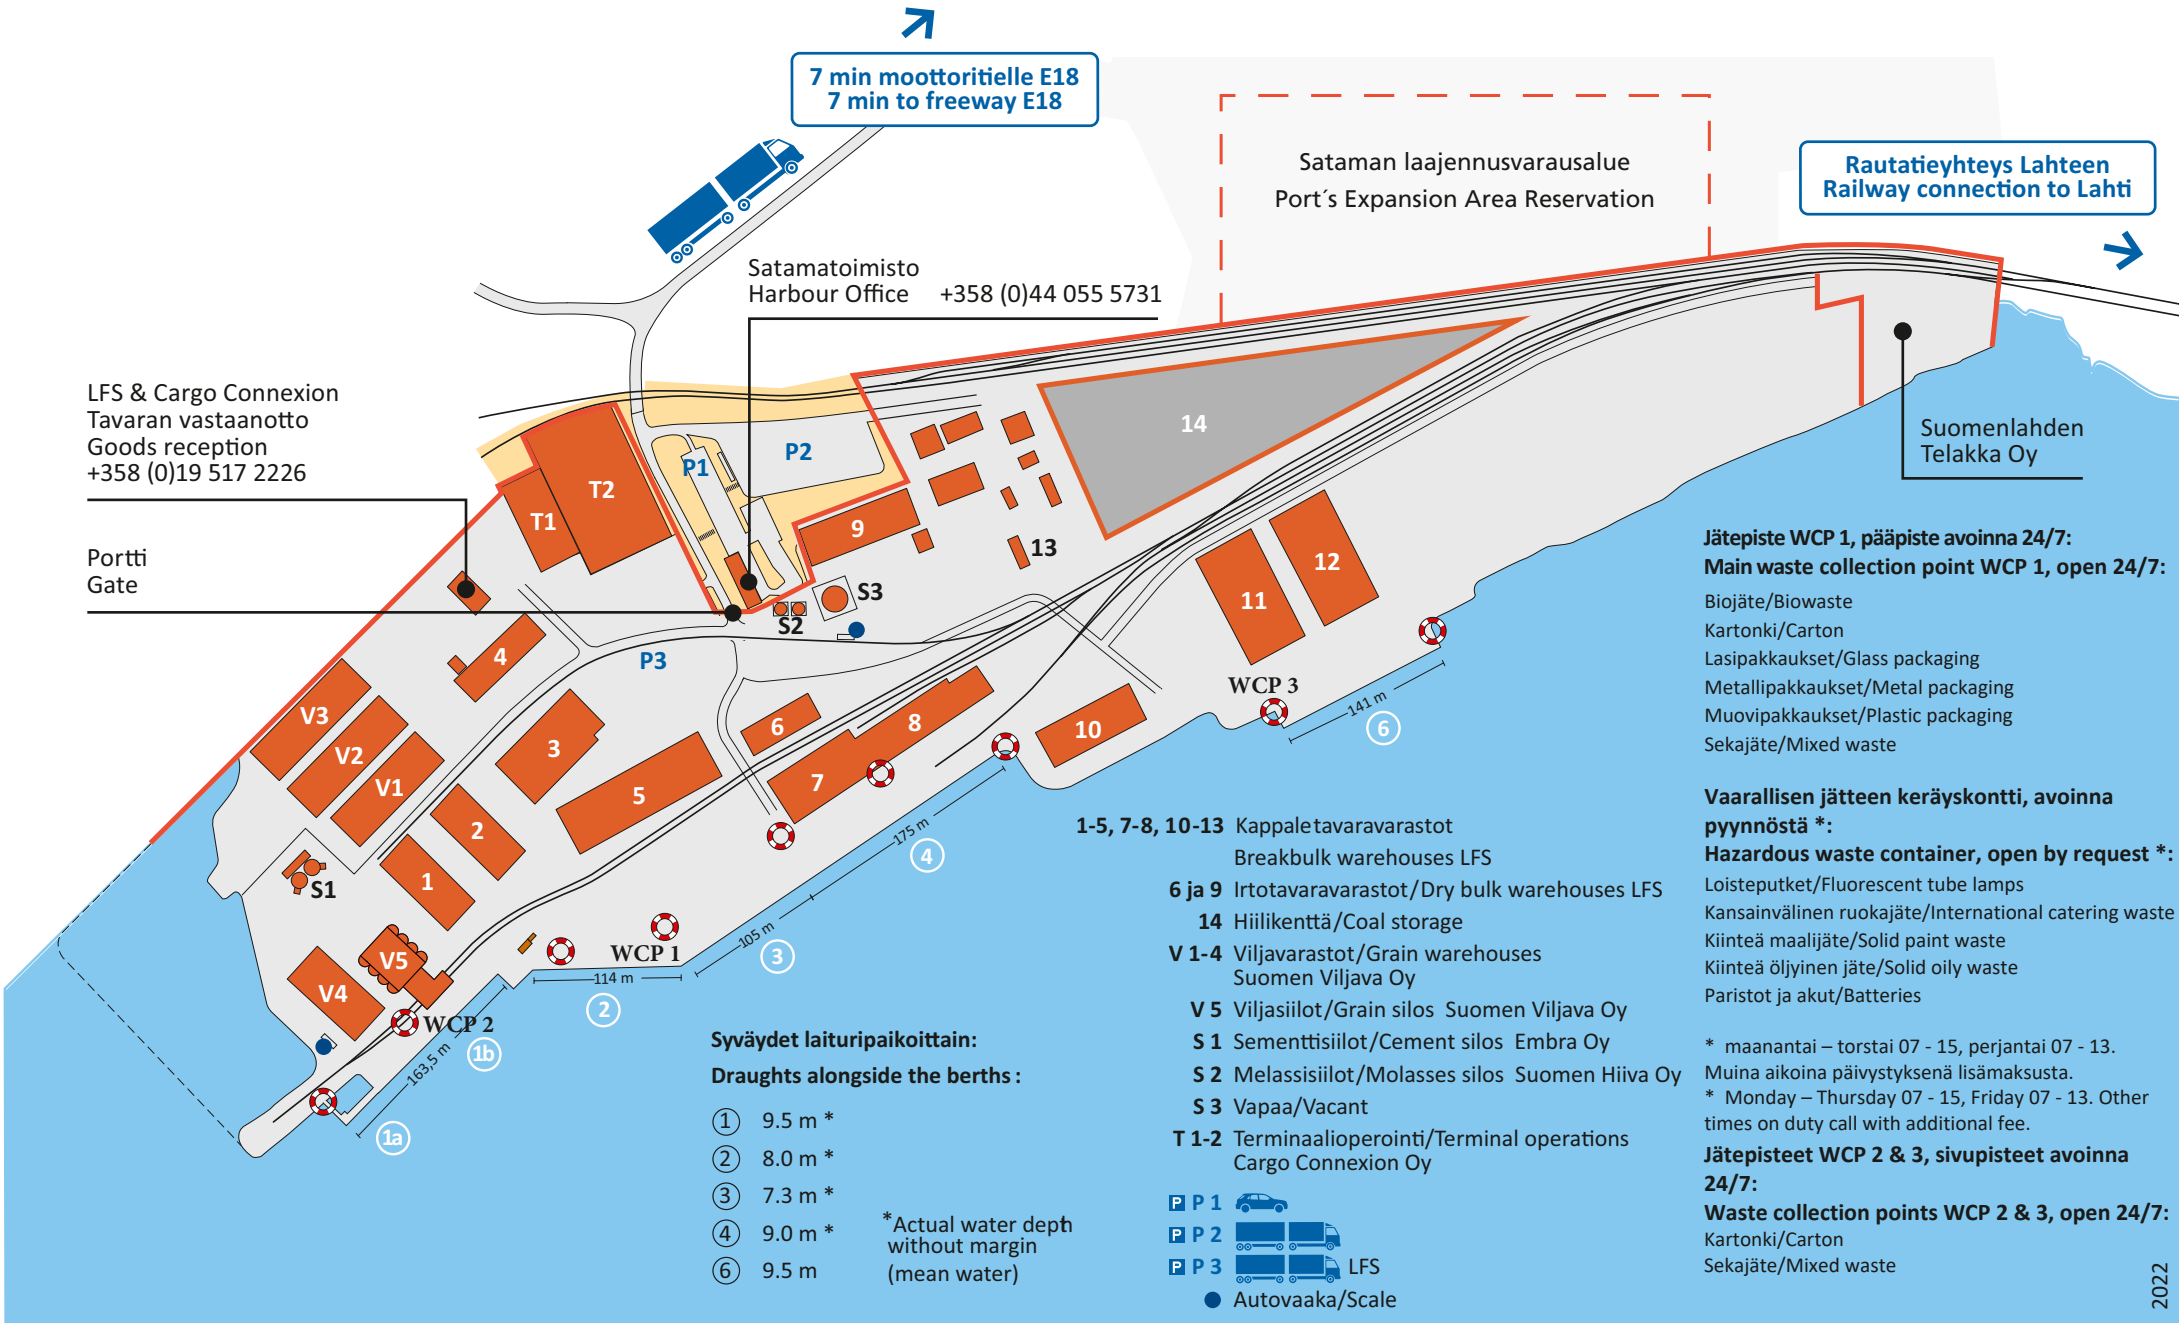 7 min moottoritielle E18
7 min to freeway E18
Sataman laajennusvarausalue
Port´s Expansion Area Reservation
Rautatieyhteys Lahteen
Railway connection to Lahti
Satamatoimisto
Harbour Office +358 (0)44 055 5731
LFS & Cargo Connexion
Tavaran vastaanotto
Goods reception
+358 (0)19 517 2226
Portti
Gate
Suomenlahden
Telakka Oy
T1
T2
P1
P2
P3
9
13
14
S3
S2
11
12
4
V3
V2
V1
3
2
1
5
6
7
8
10
S1
V5
V4
WCP 1
WCP 2
WCP 3
163,5 m
1a
1b
114 m
2
105 m
3
175 m
4
141 m
6
Syväydet laituripaikoittain:
Draughts alongside the berths :
1 9.5 m *
2 8.0 m *
3 7.3 m *
4 9.0 m *
6 9.5 m
*Actual water depth
without margin
(mean water)
1-5, 7-8, 10-13 Kappaletavaravarastot
Breakbulk warehouses LFS
6 ja 9 Irtotavaravarastot/Dry bulk warehouses LFS
14 Hiilikenttä/Coal storage
V 1-4 Viljavarastot/Grain warehouses
Suomen Viljava Oy
V 5 Viljasiilot/Grain silos Suomen Viljava Oy
S 1 Sementtisiilot/Cement silos Embra Oy
S 2 Melassisiilot/Molasses silos Suomen Hiiva Oy
S 3 Vapaa/Vacant
T 1-2 Terminaalioperointi/Terminal operations
Cargo Connexion Oy
P P 1
P P 2
P P 3 LFS
Autovaaka/Scale
Jätepiste WCP 1, pääpiste avoinna 24/7:
Main waste collection point WCP 1, open 24/7:
Biojäte/Biowaste
Kartonki/Carton
Lasipakkaukset/Glass packaging
Metallipakkaukset/Metal packaging
Muovipakkaukset/Plastic packaging
Sekajäte/Mixed waste
Vaarallisen jätteen keräyskontti, avoinna
pyynnöstä *:
Hazardous waste container, open by request *:
Loisteputket/Fluorescent tube lamps
Kansainvälinen ruokajäte/International catering waste
Kiinteä maalijäte/Solid paint waste
Kiinteä öljyinen jäte/Solid oily waste
Paristot ja akut/Batteries
* maanantai – torstai 07 - 15, perjantai 07 - 13.
Muina aikoina päivystyksenä lisämaksusta.
* Monday – Thursday 07 - 15, Friday 07 - 13. Other
times on duty call with additional fee.
Jätepisteet WCP 2 & 3, sivupisteet avoinna
24/7:
Waste collection points WCP 2 & 3, open 24/7:
Kartonki/Carton
Sekajäte/Mixed waste
2022